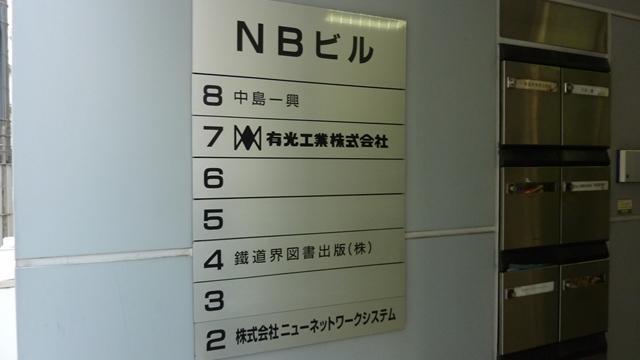 NBビル
8 中島一興
7 有光工業株式会社
6
5
4 鐵道界図書出版(株)
3
2 株式会社ニューネットワークシステム